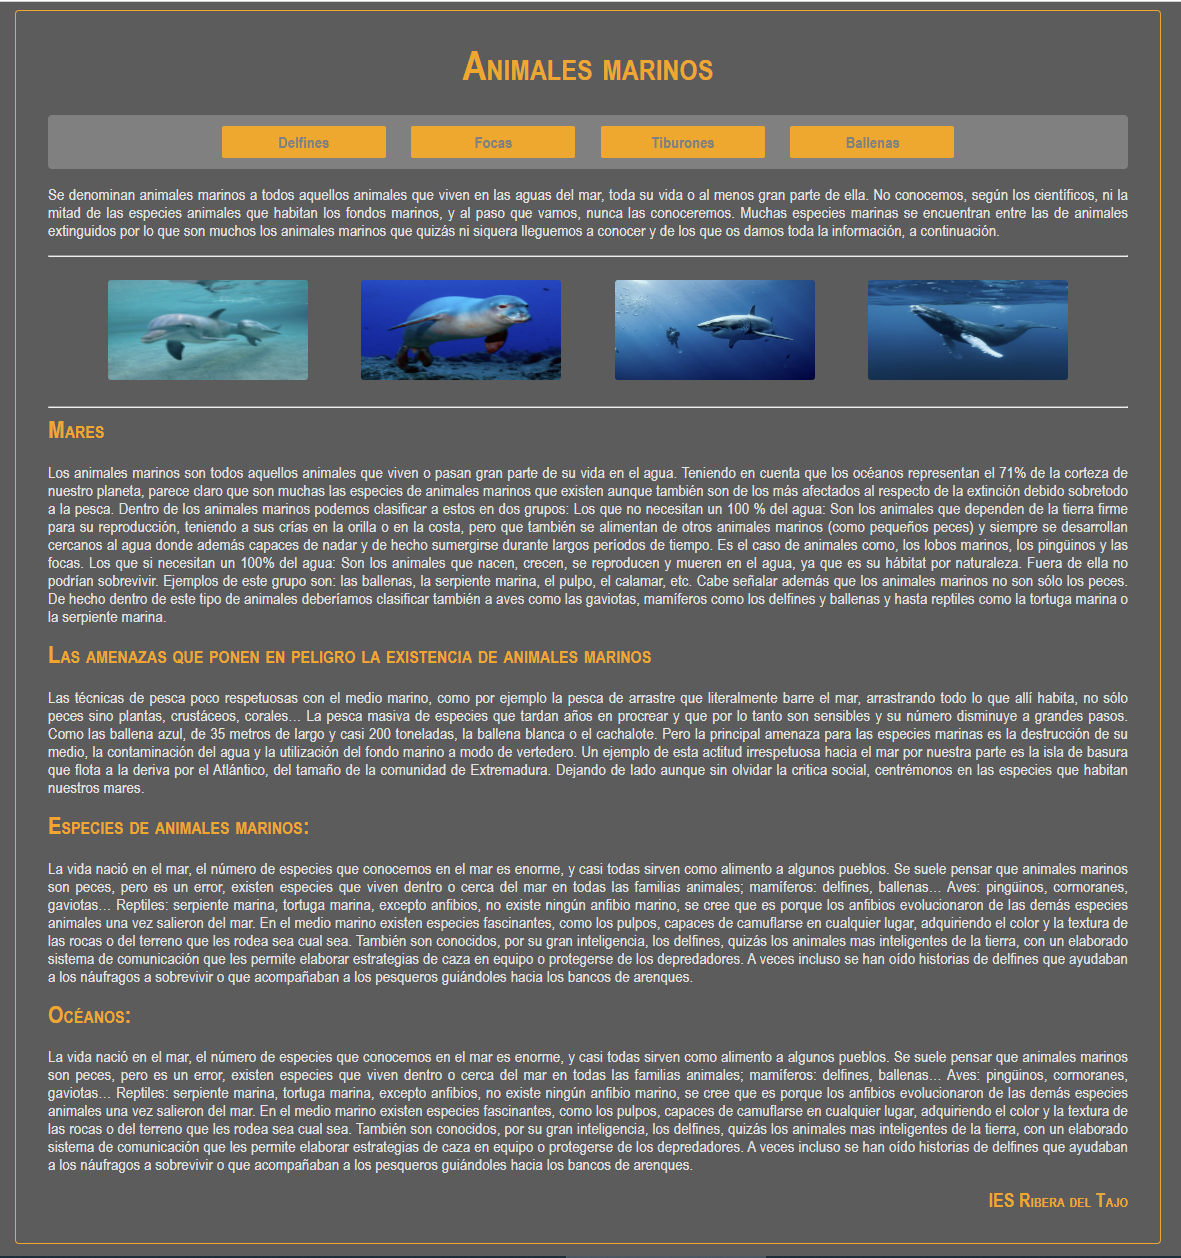 Animales marinos
Delfines
Focas
Tiburones
Ballenas
Se denominan animales marinos a todos aquellos animales que viven en las aguas del mar, toda su vida o al menos gran parte de ella. No conocemos, según los científicos, ni la
mitad de las especies animales que habitan los fondos marinos, y al paso que vamos, nunca las conoceremos. Muchas especies marinas se encuentran entre las de animales
extinguidos por lo que son muchos los animales marinos que quizás ni siquera lleguemos a conocer y de los que os damos toda la información, a continuación.
Mares
Los animales marinos son todos aquellos animales que viven o pasan gran parte de su vida en el agua. Teniendo en cuenta que los océanos representan el 71% de la corteza de
nuestro planeta, parece claro que son muchas las especies de animales marinos que existen aunque también son de los más afectados al respecto de la extinción debido sobretodo
a la pesca. Dentro de los animales marinos podemos clasificar a estos en dos grupos: Los que no necesitan un 100 % del agua: Son los animales que dependen de la tierra firme
para su reproducción, teniendo a sus crías en la orilla o en la costa, pero que también se alimentan de otros animales marinos (como pequeños peces) y siempre se desarrollan
cercanos al agua donde además capaces de nadar y de hecho sumergirse durante largos períodos de tiempo. Es el caso de animales como, los lobos marinos, los pingüinos y las
focas. Los que si necesitan un 100% del agua: Son los animales que nacen, crecen, se reproducen y mueren en el agua, ya que es su hábitat por naturaleza. Fuera de ella no
podrían sobrevivir. Ejemplos de este grupo son: las ballenas, la serpiente marina, el pulpo, el calamar, etc. Cabe señalar además que los animales marinos no son sólo los peces.
De hecho dentro de este tipo de animales deberíamos clasificar también a aves como las gaviotas, mamíferos como los delfines y ballenas y hasta reptiles como la tortuga marina o
la serpiente marina.
Las amenazas que ponen en peligro la existencia de animales marinos
Las técnicas de pesca poco respetuosas con el medio marino, como por ejemplo la pesca de arrastre que literalmente barre el mar, arrastrando todo lo que allí habita, no sólo
peces sino plantas, crustáceos, corales... La pesca masiva de especies que tardan años en procrear y que por lo tanto son sensibles y su número disminuye a grandes pasos.
Como las ballena azul, de 35 metros de largo y casi 200 toneladas, la ballena blanca o el cachalote. Pero la principal amenaza para las especies marinas es la destrucción de su
medio, la contaminación del agua y la utilización del fondo marino a modo de vertedero. Un ejemplo de esta actitud irrespetuosa hacia el mar por nuestra parte es la isla de basura
que flota a la deriva por el Atlántico, del tamaño de la comunidad de Extremadura. Dejando de lado aunque sin olvidar la critica social, centrémonos en las especies que habitan
nuestros mares.
Especies de animales marinos:
La vida nació en el mar, el número de especies que conocemos en el mar es enorme, y casi todas sirven como alimento a algunos pueblos. Se suele pensar que animales marinos
son peces, pero es un error, existen especies que viven dentro o cerca del mar en todas las familias animales; mamíferos: delfines, ballenas... Aves: pingüinos, cormoranes,
gaviotas... Reptiles: serpiente marina, tortuga marina, excepto anfibios, no existe ningún anfibio marino, se cree que es porque los anfibios evolucionaron de las demás especies
animales una vez salieron del mar. En el medio marino existen especies fascinantes, como los pulpos, capaces de camuflarse en cualquier lugar, adquiriendo el color y la textura de
las rocas o del terreno que les rodea sea cual sea. También son conocidos, por su gran inteligencia, los delfines, quizás los animales mas inteligentes de la tierra, con un elaborado
sistema de comunicación que les permite elaborar estrategias de caza en equipo o protegerse de los depredadores. A veces incluso se han oído historias de delfines que ayudaban
a los náufragos a sobrevivir o que acompañaban a los pesqueros guiándoles hacia los bancos de arenques.
Océanos:
La vida nació en el mar, el número de especies que conocemos en el mar es enorme, y casi todas sirven como alimento a algunos pueblos. Se suele pensar que animales marinos
son peces, pero es un error, existen especies que viven dentro o cerca del mar en todas las familias animales; mamíferos: delfines, ballenas... Aves: pingüinos, cormoranes,
gaviotas... Reptiles: serpiente marina, tortuga marina, excepto anfibios, no existe ningún anfibio marino, se cree que es porque los anfibios evolucionaron de las demás especies
animales una vez salieron del mar. En el medio marino existen especies fascinantes, como los pulpos, capaces de camuflarse en cualquier lugar, adquiriendo el color y la textura de
las rocas o del terreno que les rodea sea cual sea. También son conocidos, por su gran inteligencia, los delfines, quizás los animales mas inteligentes de la tierra, con un elaborado
sistema de comunicación que les permite elaborar estrategias de caza en equipo o protegerse de los depredadores. A veces incluso se han oído historias de delfines que ayudaban
a los náufragos a sobrevivir o que acompañaban a los pesqueros guiándoles hacia los bancos de arenques.
IES Ribera del Tajo